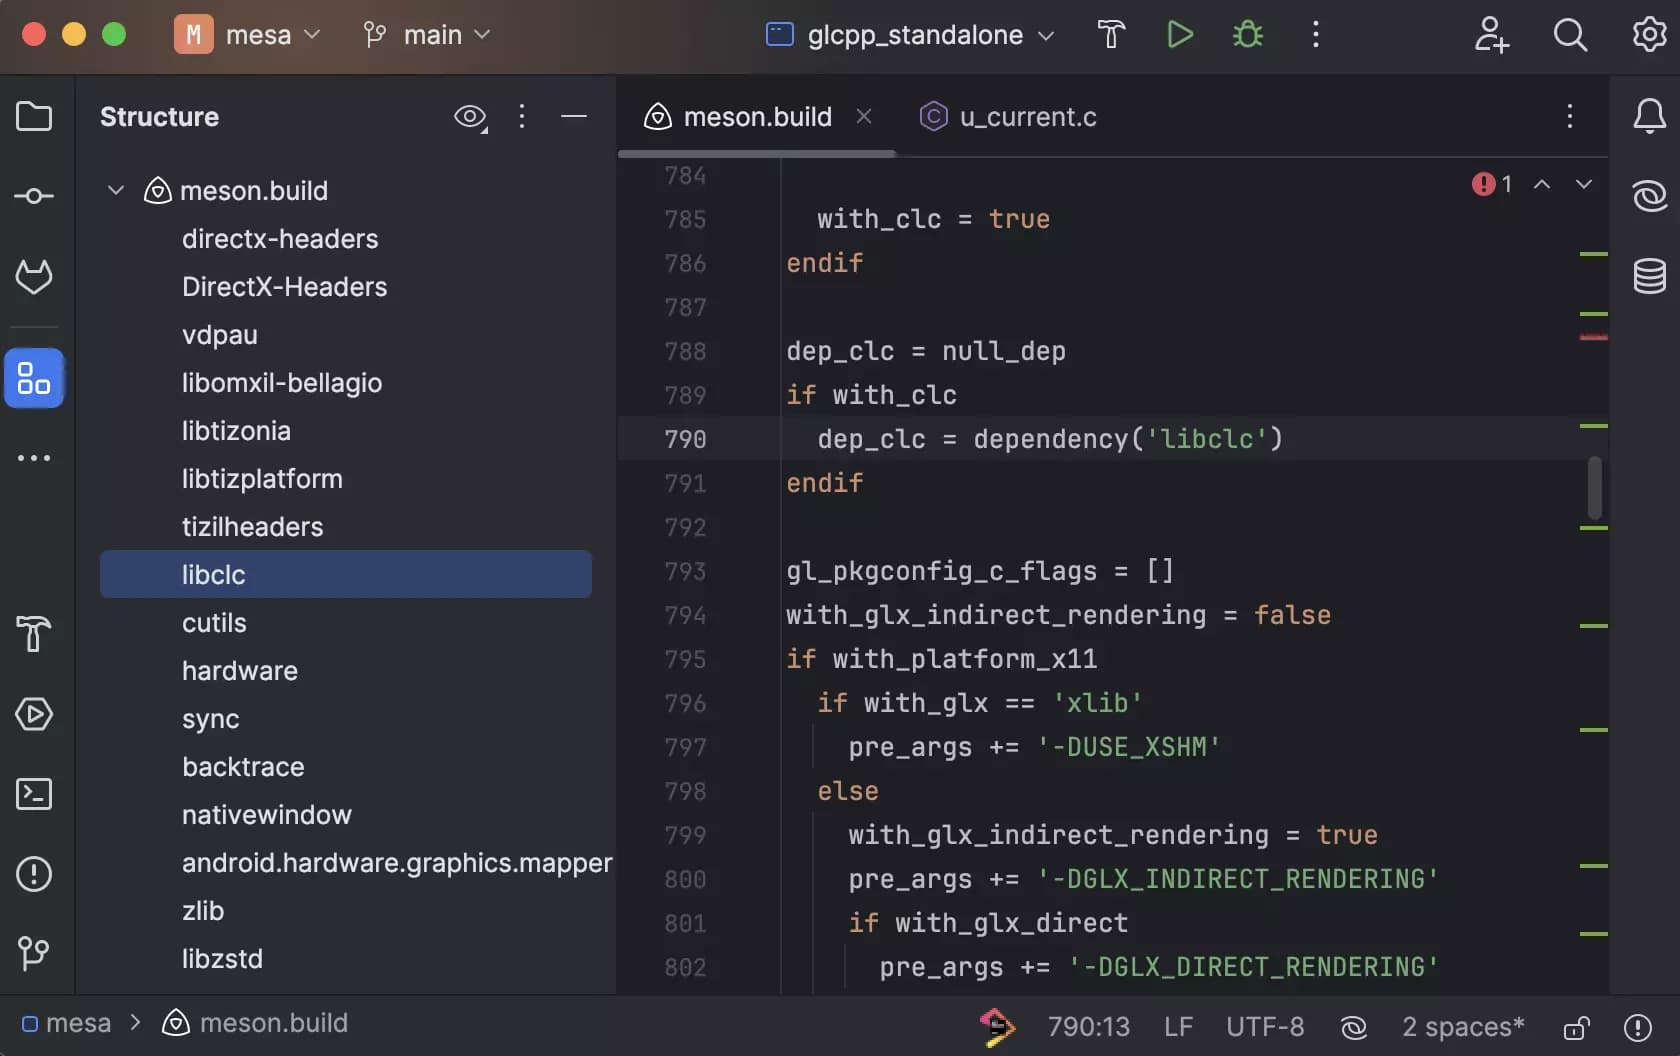 M mesa main glcpp_standalone
Structure
meson.build
directx-headers
DirectX-Headers
vdpau
libomxil-bellagio
libtizonia
libtizplatform
tizilheaders
libclc
cutils
hardware
sync
backtrace
nativewindow
android.hardware.graphics.mapper
zlib
libzstd
meson.build u_current.c
1
784
785 with_clc = true
786 endif
787
788 dep_clc = null_dep
789 if with_clc
790 dep_clc = dependency('libclc')
791 endif
792
793 gl_pkgconfig_c_flags = []
794 with_glx_indirect_rendering = false
795 if with_platform_x11
796 if with_glx == 'xlib'
797 pre_args += '-DUSE_XSHM'
798 else
799 with_glx_indirect_rendering = true
800 pre_args += '-DGLX_INDIRECT_RENDERING'
801 if with_glx_direct
802 pre_args += '-DGLX_DIRECT_RENDERING'
mesa > meson.build 790:13 LF UTF-8 2 spaces*